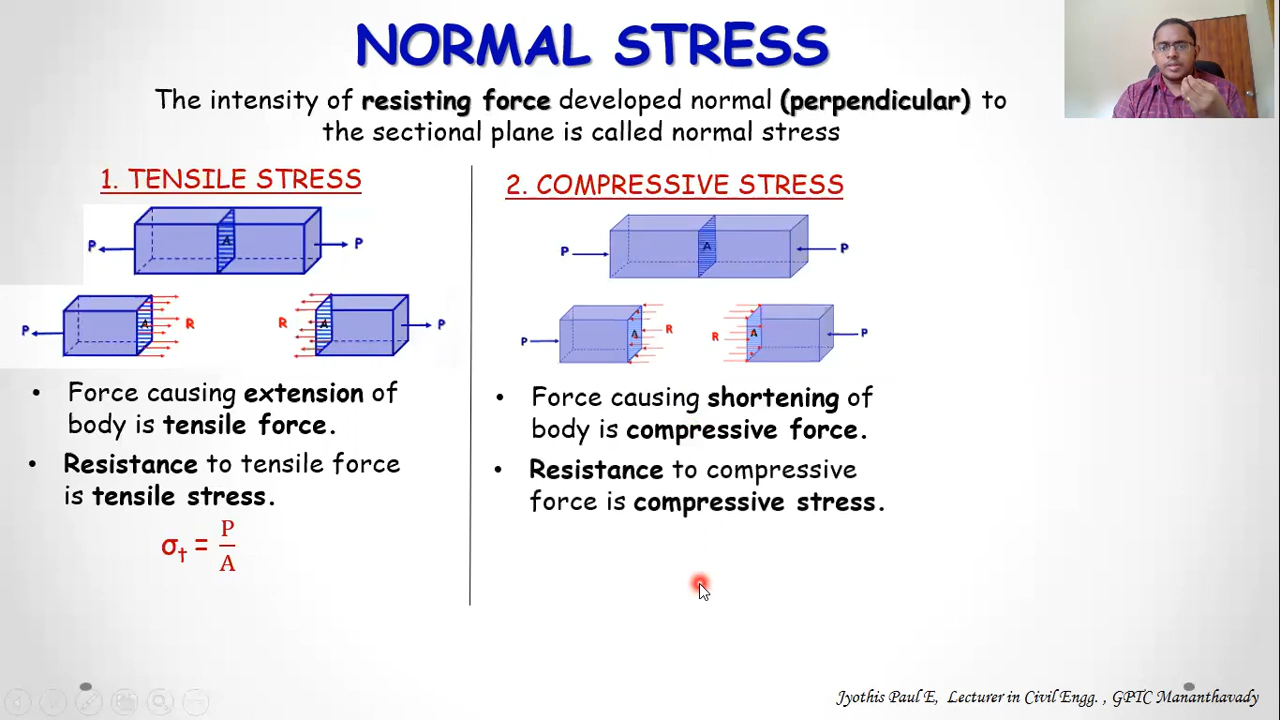 NORMAL STRESS
The intensity of resisting force developed normal (perpendicular) to
the sectional plane is called normal stress
1. TENSILE STRESS
P A P
P A R R A P
• Force causing extension of
body is tensile force.
• Resistance to tensile force
is tensile stress.
σt = P/A
2. COMPRESSIVE STRESS
P A P
P A R R A P
• Force causing shortening of
body is compressive force.
• Resistance to compressive
force is compressive stress.
Jyothis Paul E, Lecturer in Civil Engg. , GPTC Mananthavady